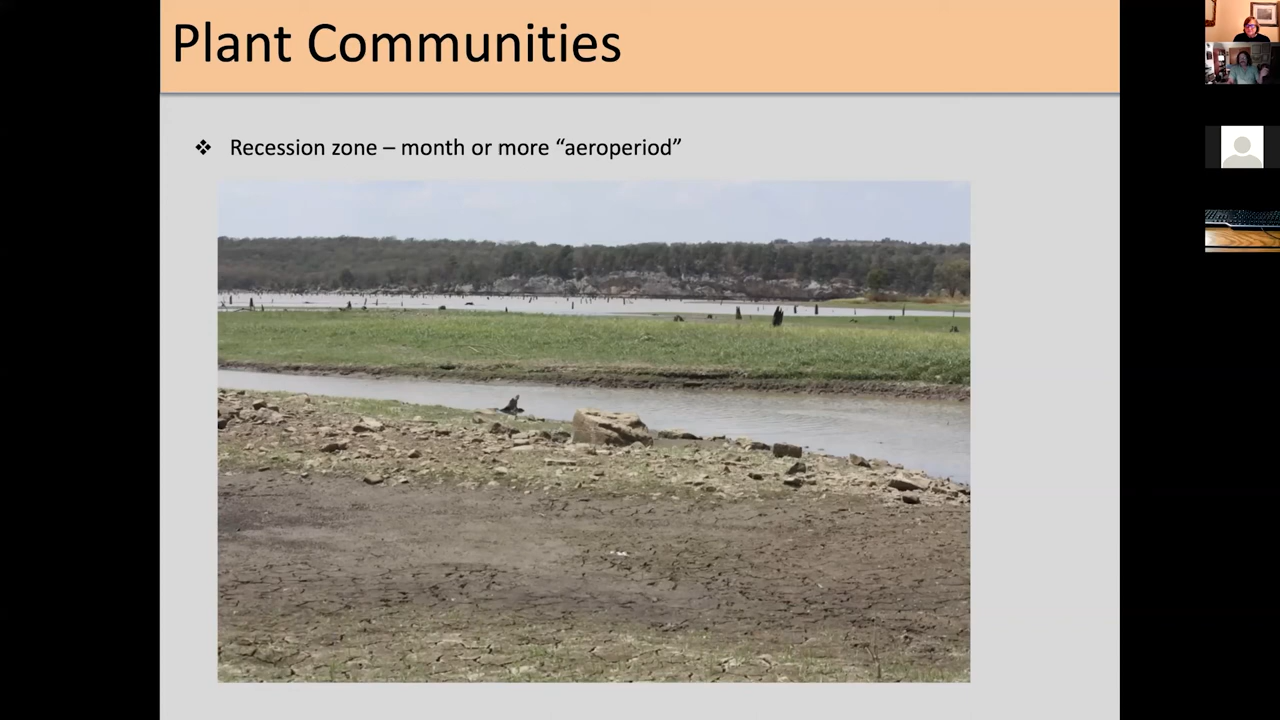 Plant Communities
❖ Recession zone – month or more “aeroperiod”